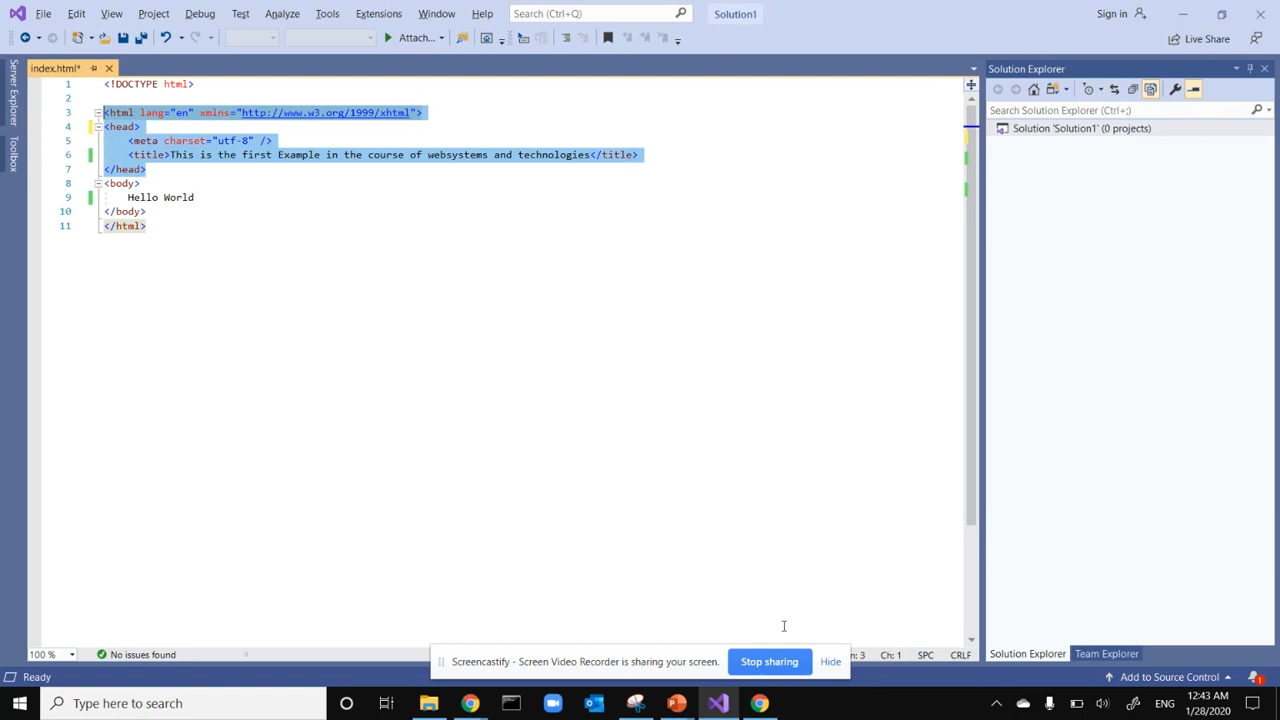 File Edit View Project Debug Test Analyze Tools Extensions Window Help Search (Ctrl+Q) Solution1 Sign in
Attach... Live Share
index.html*
Server Explorer
Toolbox
1 <!DOCTYPE html>
2
3 <html lang="en" xmlns="http://www.w3.org/1999/xhtml">
4 <head>
5 <meta charset="utf-8" />
6 <title>This is the first Example in the course of websystems and technologies</title>
7 </head>
8 <body>
9 Hello World
10 </body>
11 </html>
Solution Explorer
Search Solution Explorer (Ctrl+;)
Solution 'Solution1' (0 projects)
100 % No issues found Ln: 3 Ch: 1 SPC CRLF
Screencastify - Screen Video Recorder is sharing your screen. Stop sharing Hide
Solution Explorer Team Explorer
Ready Add to Source Control 1
Type here to search ENG 12:43 AM
1/28/2020